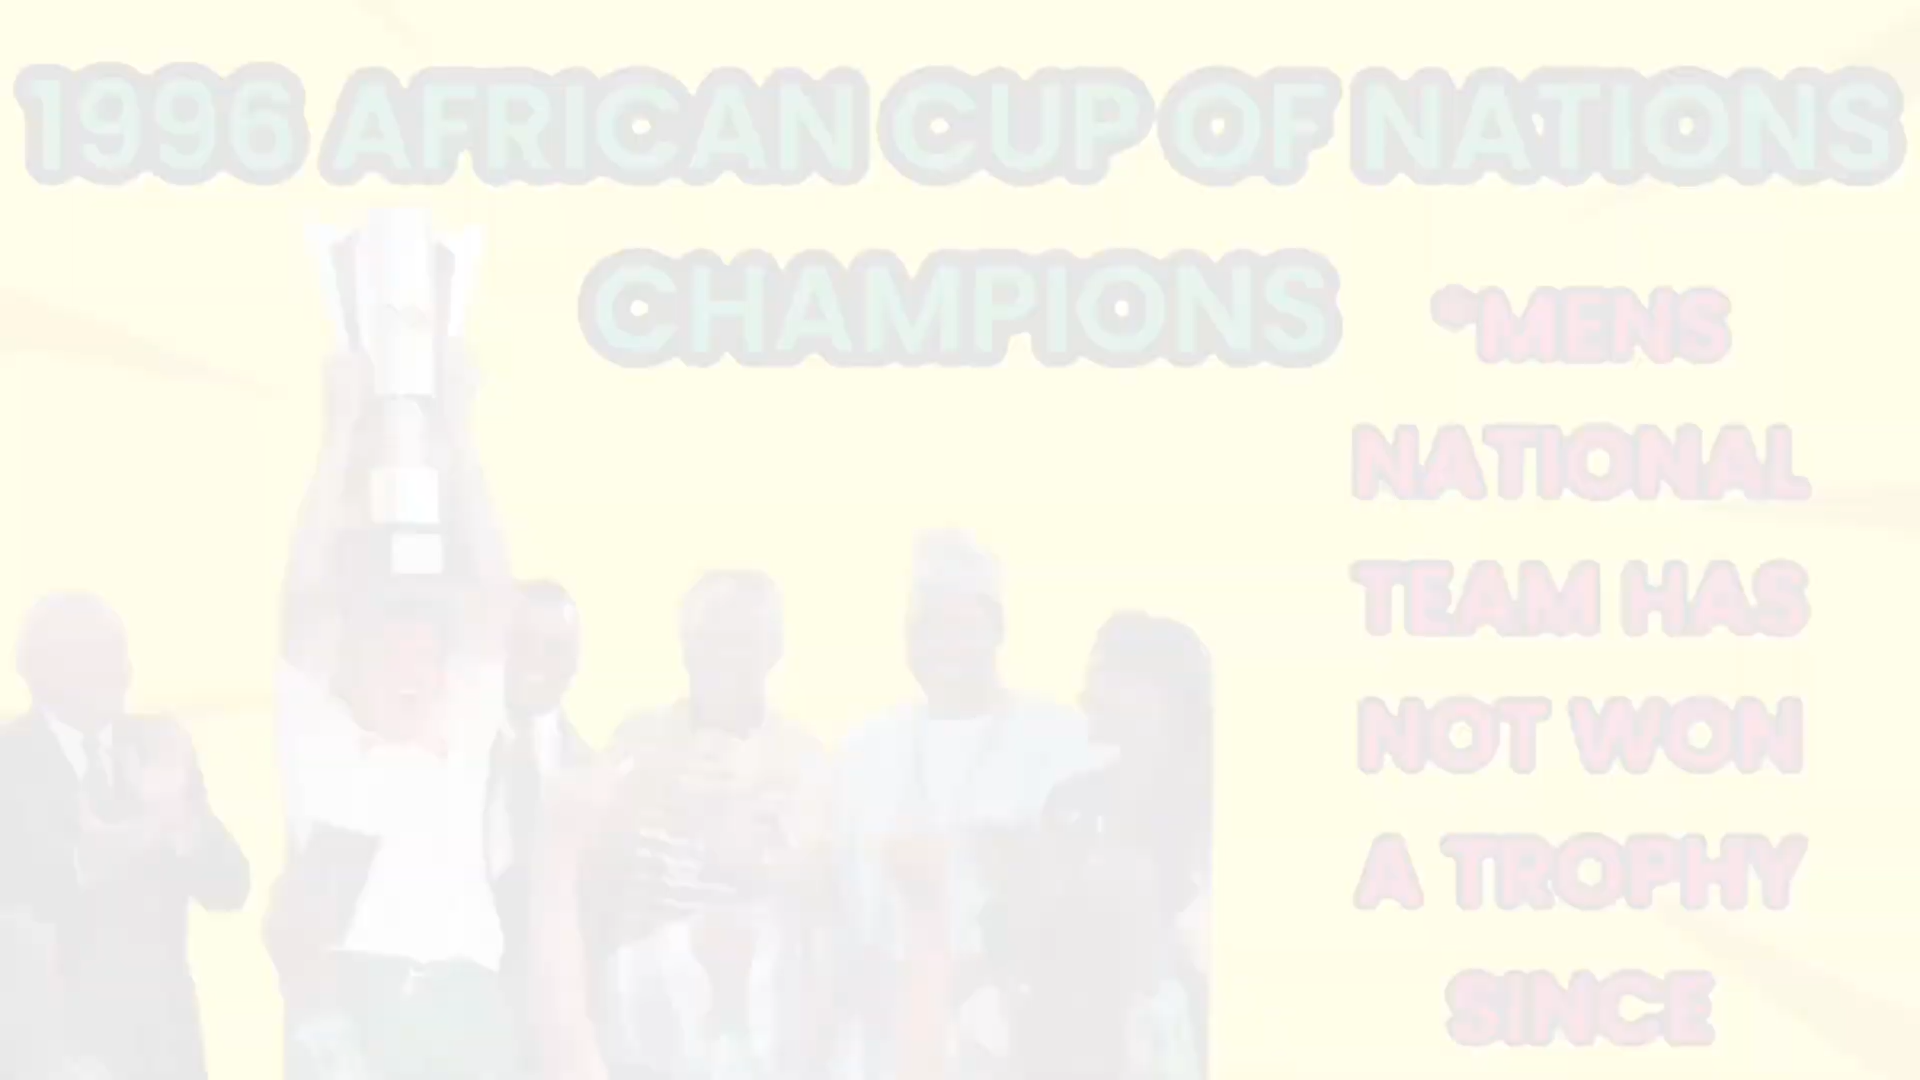 1996 AFRICAN CUP OF NATIONS
CHAMPIONS
*MENS
NATIONAL
TEAM HAS
NOT WON
A TROPHY
SINCE